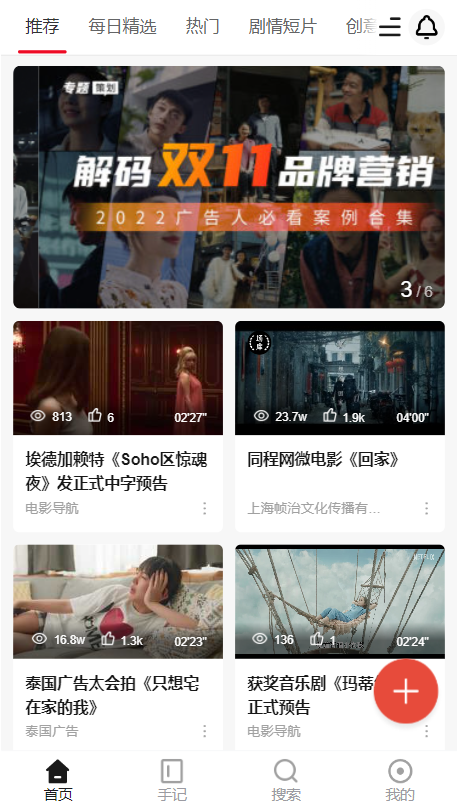 推荐 每日精选 热门 剧情短片 创意
专题 策划
解码双11品牌营销
2022广告人必看案例合集
3 / 6
813 6 02'27"
23.7w 1.9k 04'00"
场库
埃德加赖特《Soho区惊魂
夜》发正式中字预告
电影导航
同程网微电影《回家》
上海帧治文化传播有...
16.8w 1.3k 02'23"
NETFLIX
136 1 02'24"
泰国广告太会拍《只想宅
在家的我》
泰国广告
获奖音乐剧《玛蒂
正式预告
电影导航
首页 手记 搜索 我的